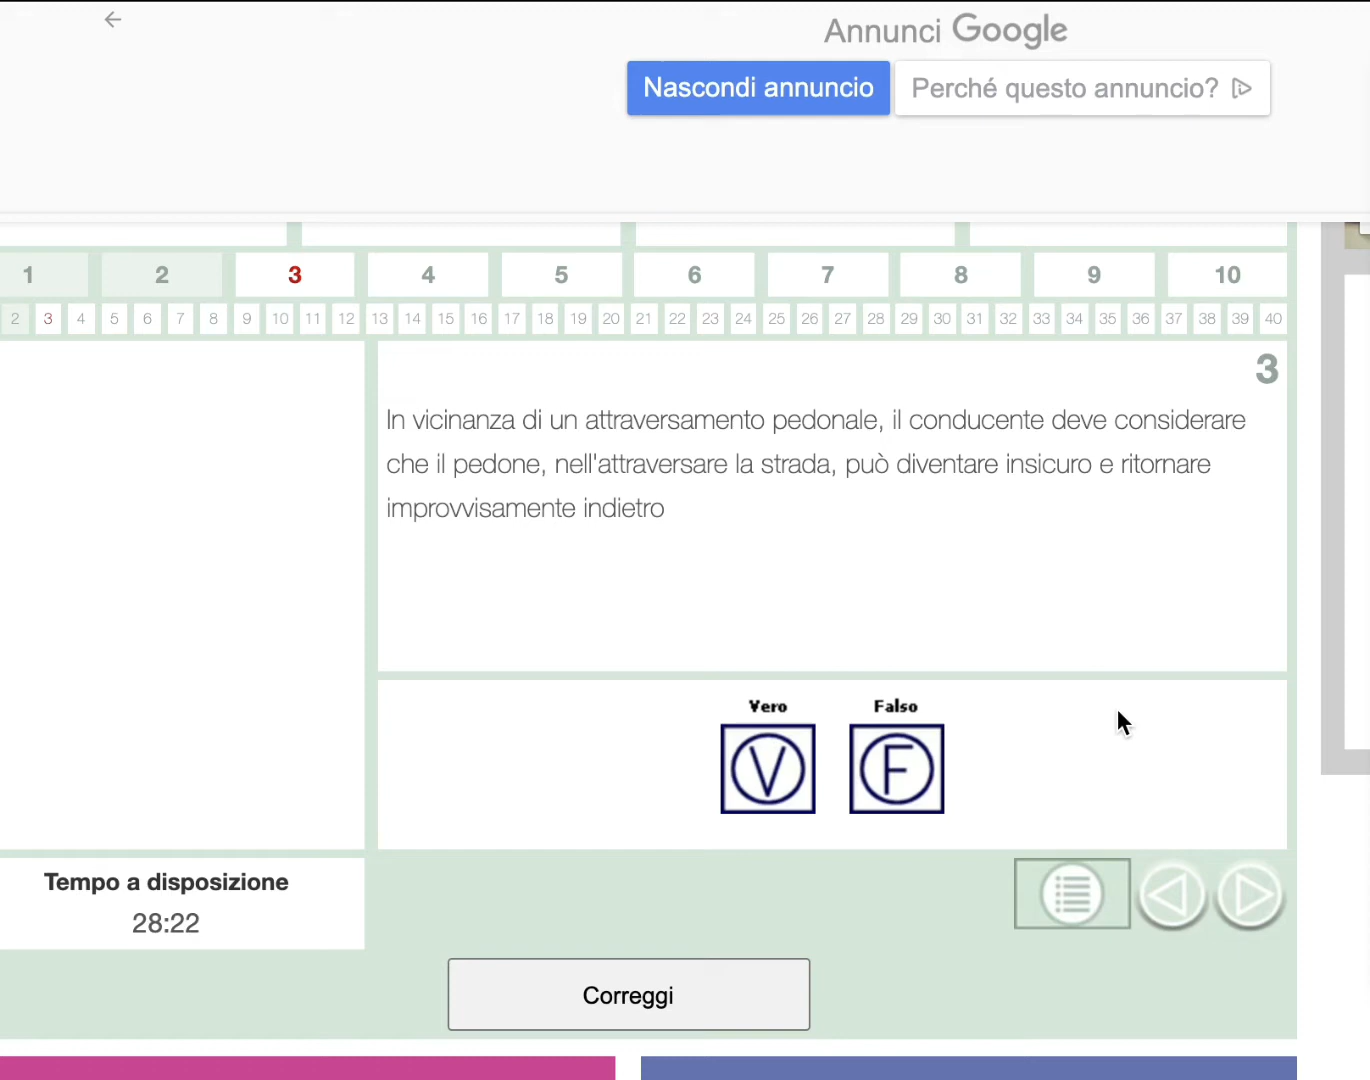 Annunci Google
Nascondi annuncio
Perché questo annuncio?
1 2 3 4 5 6 7 8 9 10
2 3 4 5 6 7 8 9 10 11 12 13 14 15 16 17 18 19 20 21 22 23 24 25 26 27 28 29 30 31 32 33 34 35 36 37 38 39 40
3
In vicinanza di un attraversamento pedonale, il conducente deve considerare
che il pedone, nell'attraversare la strada, può diventare insicuro e ritornare
improvvisamente indietro
Vero Falso
V F
Tempo a disposizione
28:22
Correggi